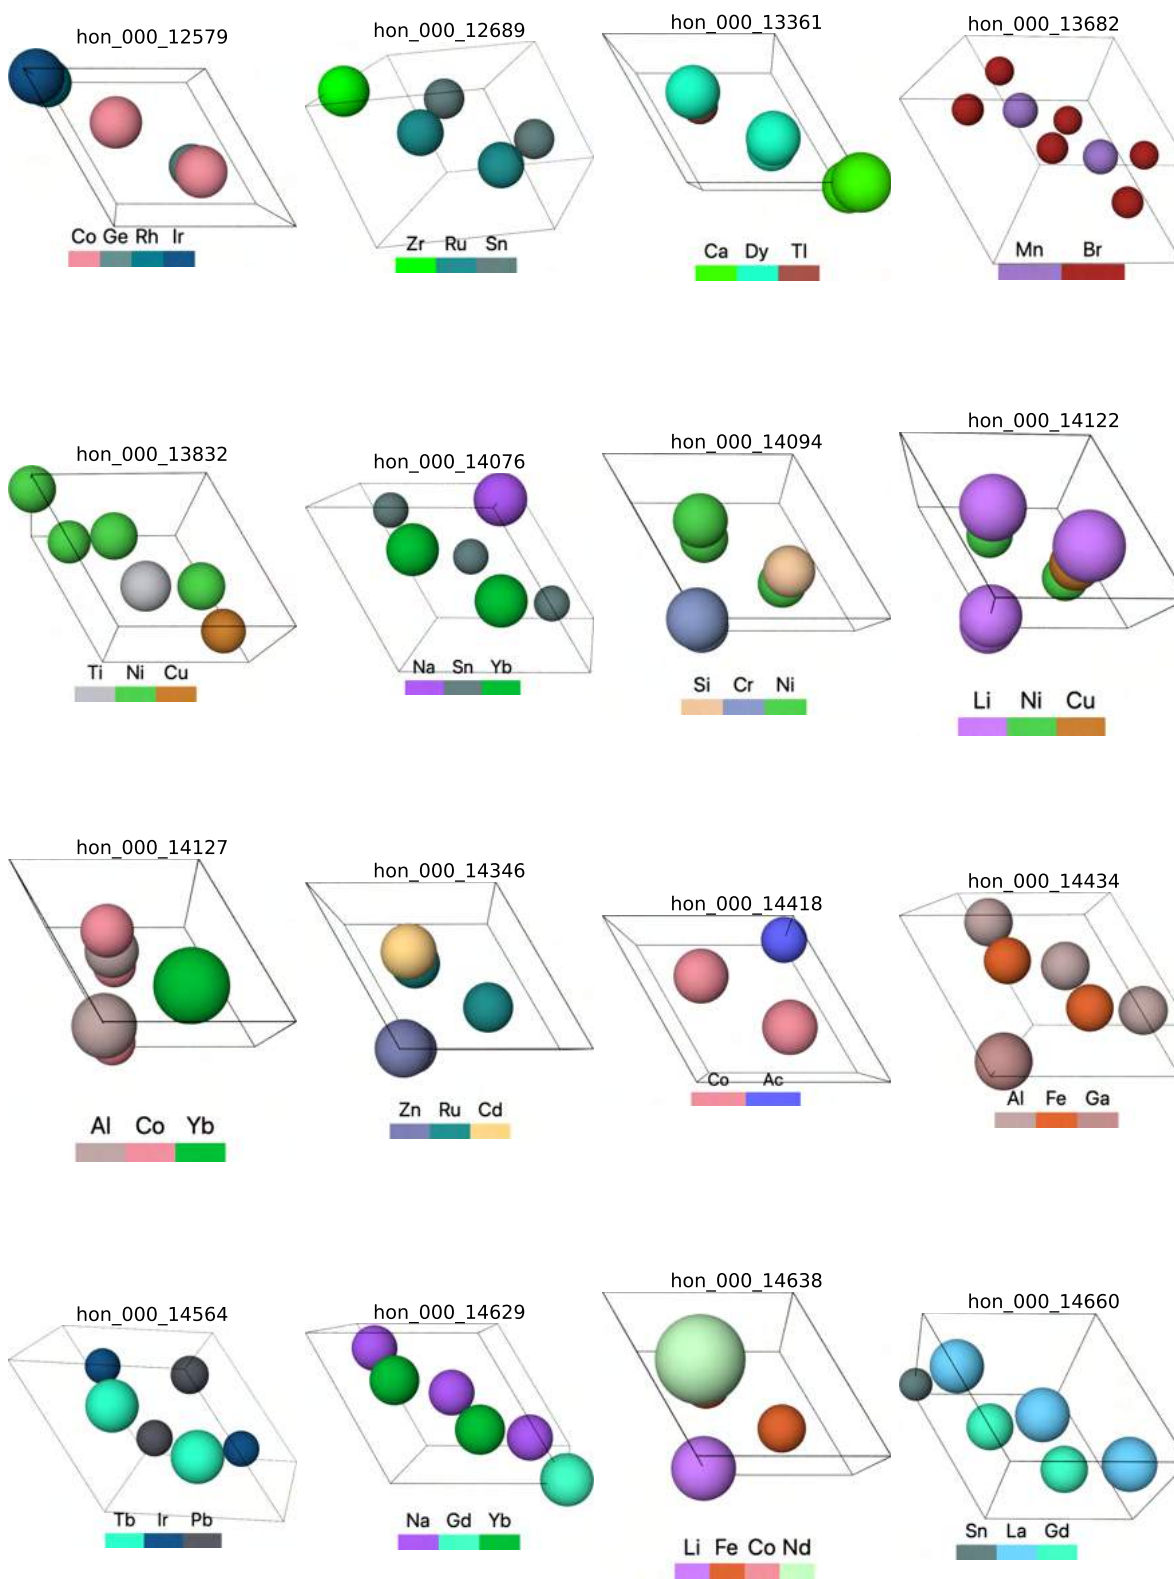 hon_000_12579
hon_000_12689
hon_000_13361
hon_000_13682
Co Ge Rh Ir
Zr Ru Sn
Ca Dy Tl
Mn Br
hon_000_13832
hon_000_14076
hon_000_14094
hon_000_14122
Ti Ni Cu
Na Sn Yb
Si Cr Ni
Li Ni Cu
hon_000_14127
hon_000_14346
hon_000_14418
hon_000_14434
Al Co Yb
Zn Ru Cd
Co Ac
Al Fe Ga
hon_000_14564
hon_000_14629
hon_000_14638
hon_000_14660
Tb Ir Pb
Na Gd Yb
Li Fe Co Nd
Sn La Gd